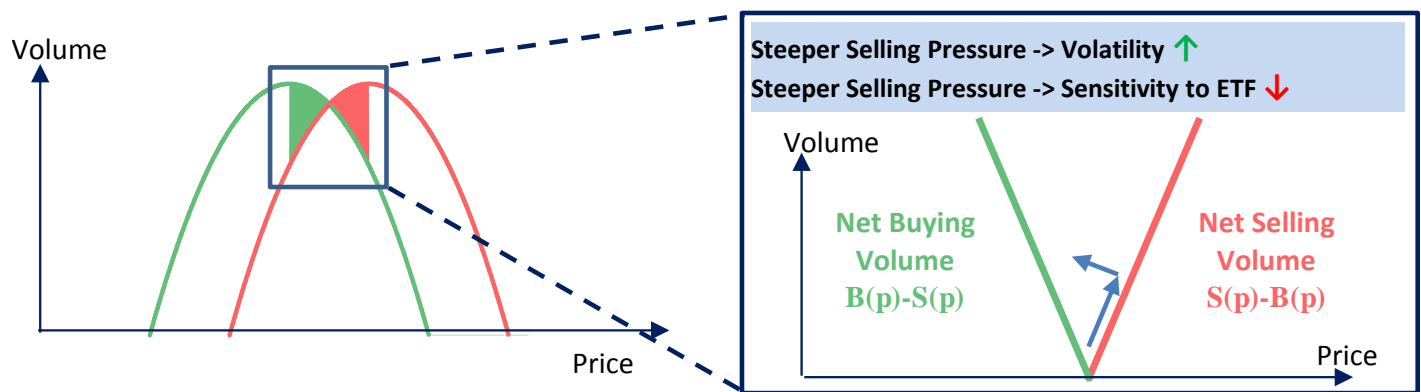 Volume
Price
Steeper Selling Pressure -> Volatility ↑
Steeper Selling Pressure -> Sensitivity to ETF ↓
Volume
Net Buying
Volume
B(p)-S(p)
Net Selling
Volume
S(p)-B(p)
Price